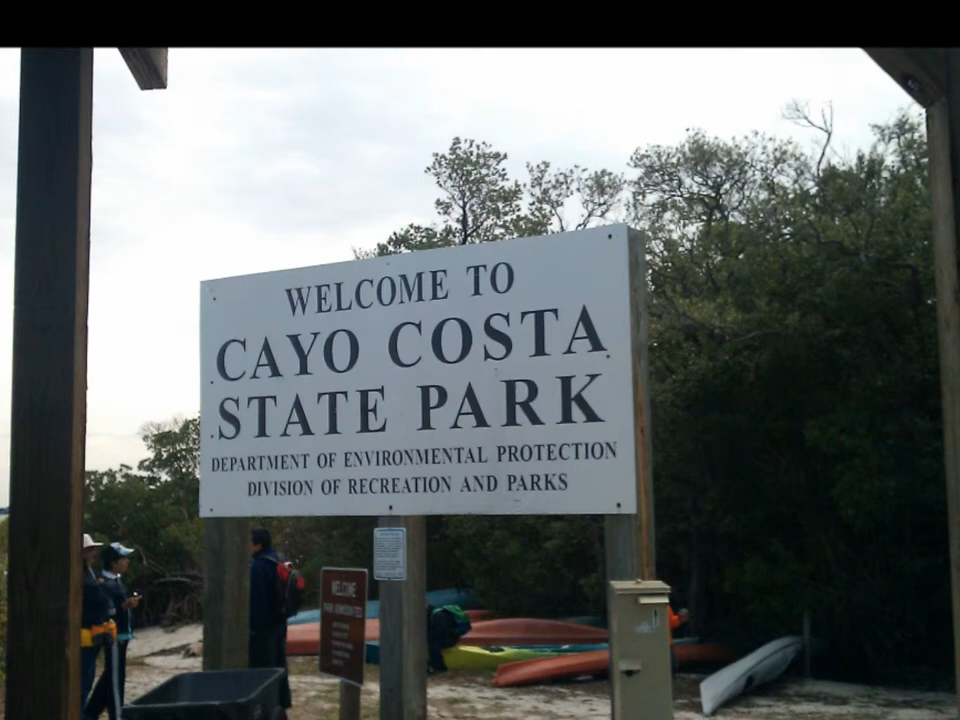 WELCOME TO
CAYO COSTA
STATE PARK
DEPARTMENT OF ENVIRONMENTAL PROTECTION
DIVISION OF RECREATION AND PARKS
WELCOME